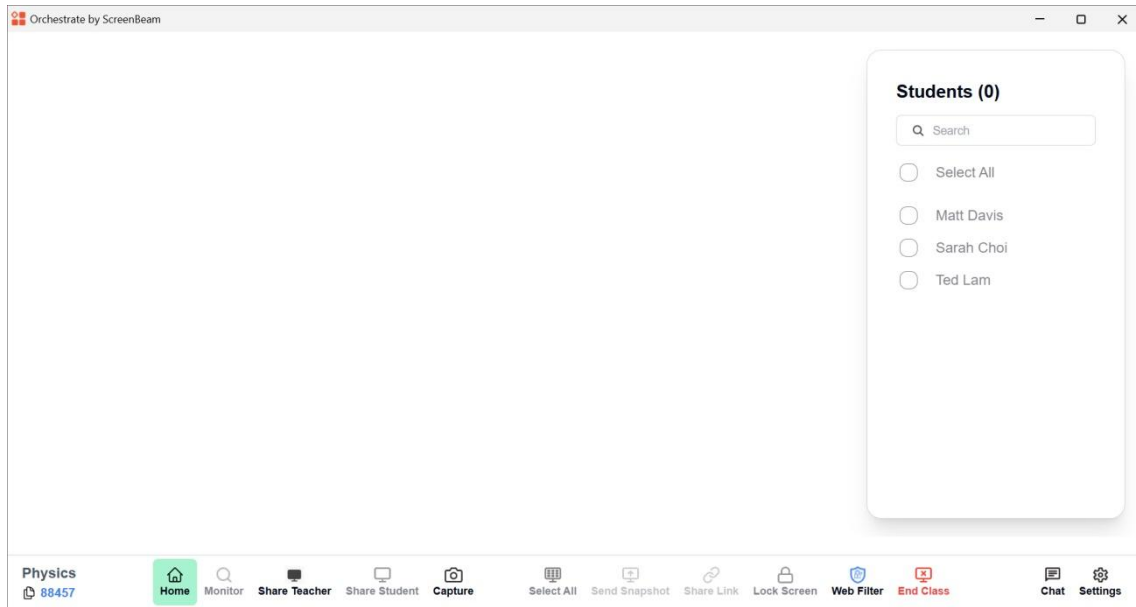 Orchestrate by ScreenBeam
Students (0)
Search
Select All
Matt Davis
Sarah Choi
Ted Lam
Physics
88457
Home
Monitor
Share Teacher
Share Student
Capture
Select All
Send Snapshot
Share Link
Lock Screen
Web Filter
End Class
Chat
Settings